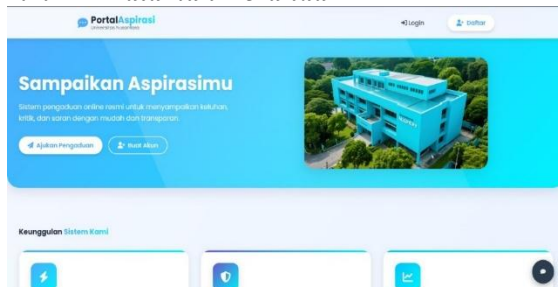 PortalAspirasi
Login
Daftar
Sampaikan Aspirasimu
Sistem pengaduan online resmi untuk menyampaikan keluhan,
kritik, dan saran dengan mudah dan transparan.
Ajukan Pengaduan
Buat Akun
Keunggulan Sistem Kami